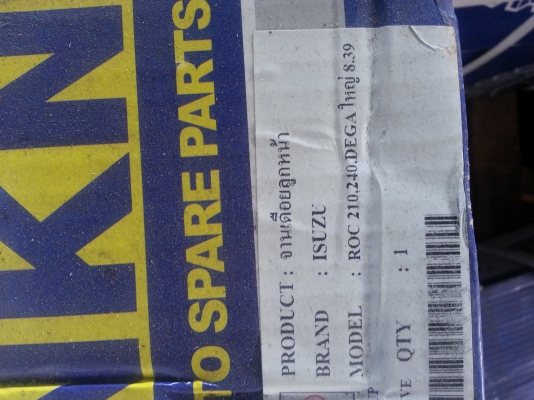 KN
TO SPARE PARTS
PRODUCT : จานเดือยลูกหน้า
BRAND : ISUZU
MODEL : ROC 210,240,DEGA ใหญ่ 8.39
VE QTY : 1